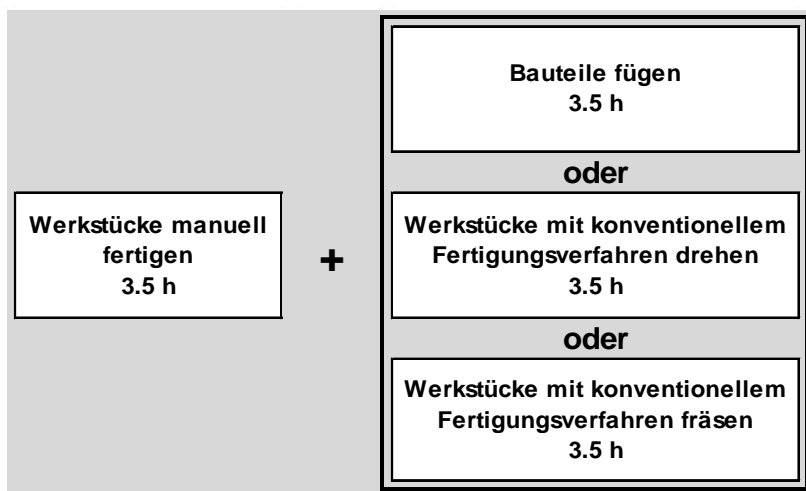 Werkstücke manuell
fertigen
3.5 h
+
Bauteile fügen
3.5 h
oder
Werkstücke mit konventionellem
Fertigungsverfahren drehen
3.5 h
oder
Werkstücke mit konventionellem
Fertigungsverfahren fräsen
3.5 h